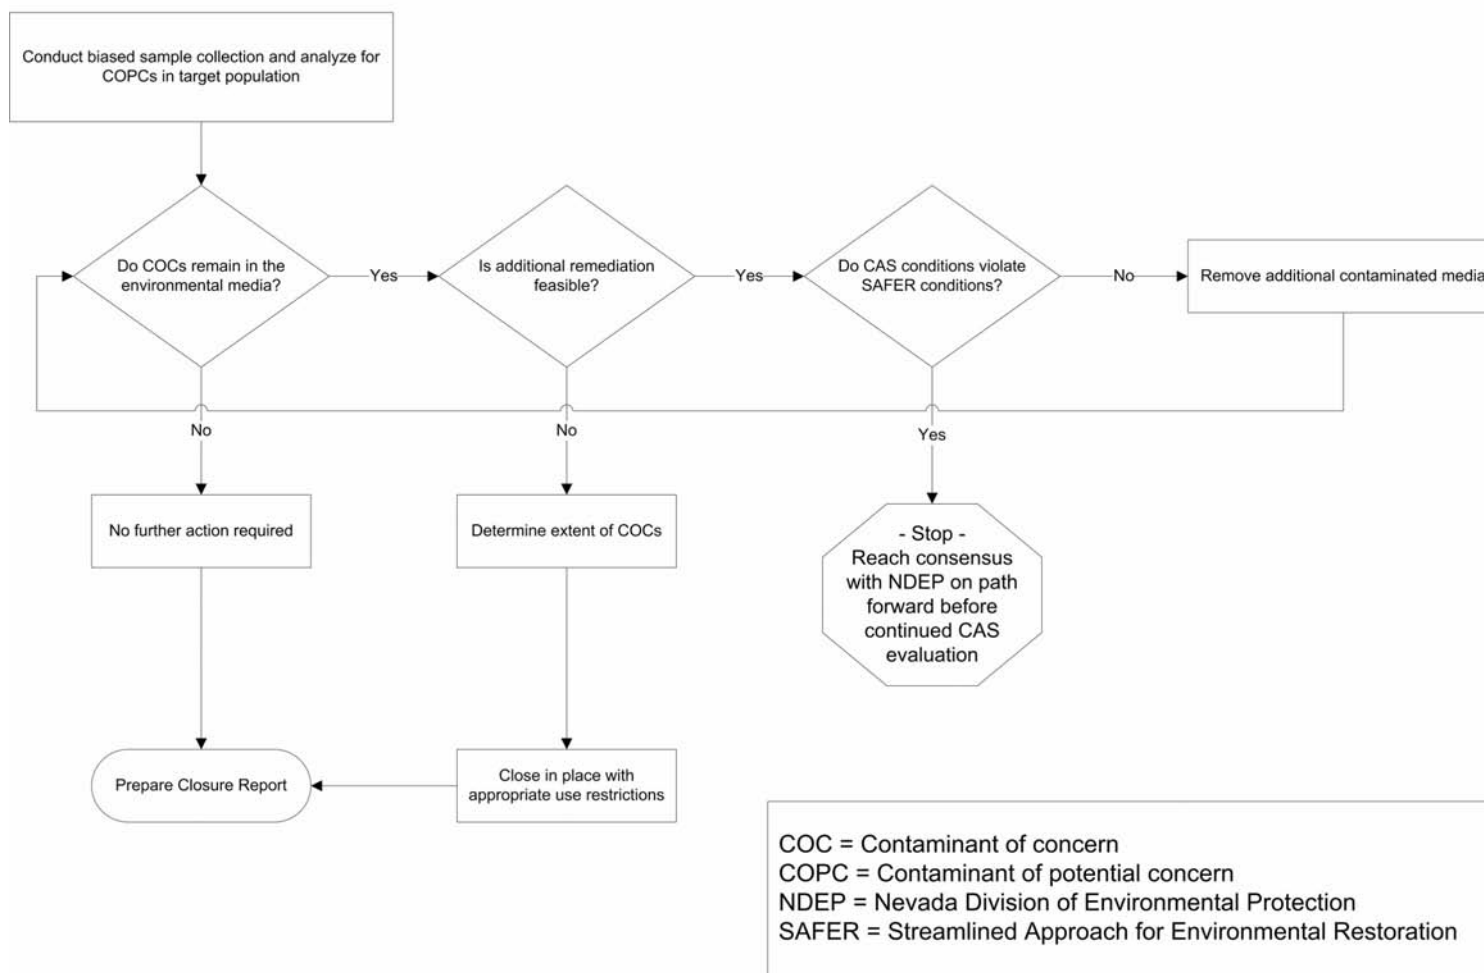 Conduct biased sample collection and analyze for
COPCs in target population
Do COCs remain in the
environmental media?
Yes
Is additional remediation
feasible?
Yes
Do CAS conditions violate
SAFER conditions?
No
Remove additional contaminated media
No
No
Yes
No further action required
Determine extent of COCs
- Stop -
Reach consensus
with NDEP on path
forward before
continued CAS
evaluation
Prepare Closure Report
Close in place with
appropriate use restrictions
COC = Contaminant of concern
COPC = Contaminant of potential concern
NDEP = Nevada Division of Environmental Protection
SAFER = Streamlined Approach for Environmental Restoration